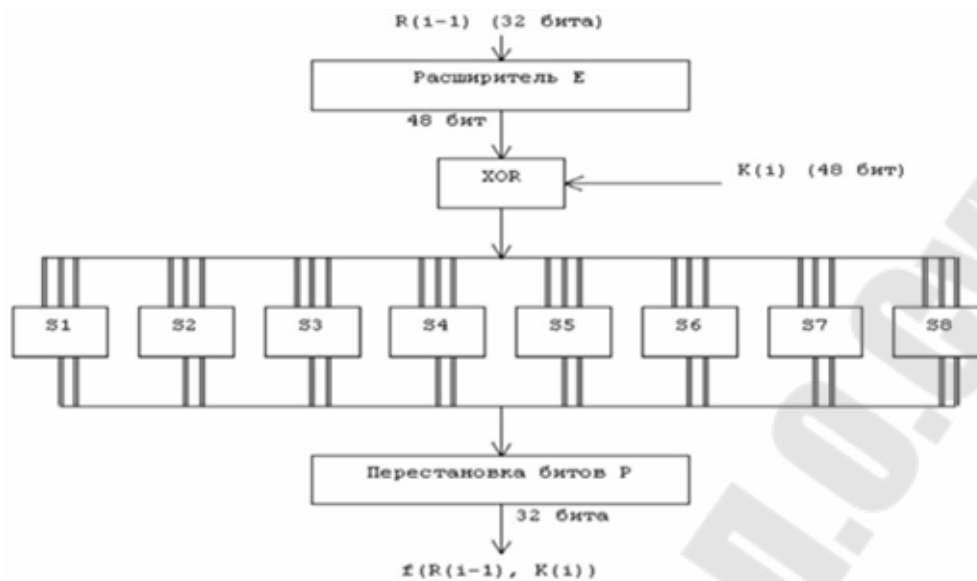 R(i-1) (32 бита)
Расширитель E
48 бит
XOR
K(i) (48 бит)
S1 S2 S3 S4 S5 S6 S7 S8
Перестановка битов P
32 бита
f(R(i-1), K(i))